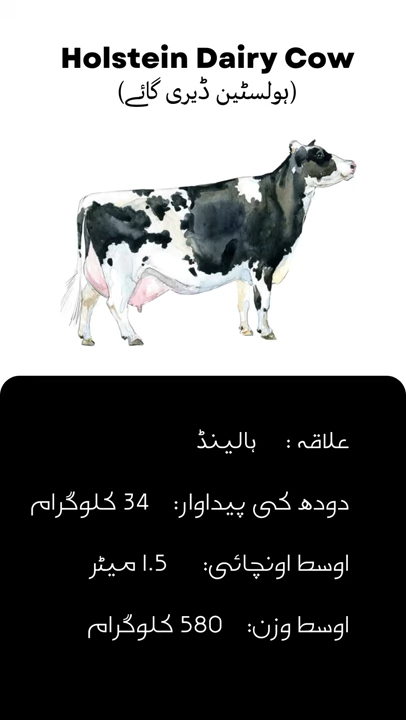 Holstein Dairy Cow
(ہولسٹین ڈیری گائے)
علاقہ : ہالینڈ
دودھ کی پیداوار: 34 کلوگرام
اوسط اونچائی: 1.5 میٹر
اوسط وزن: 580 کلوگرام